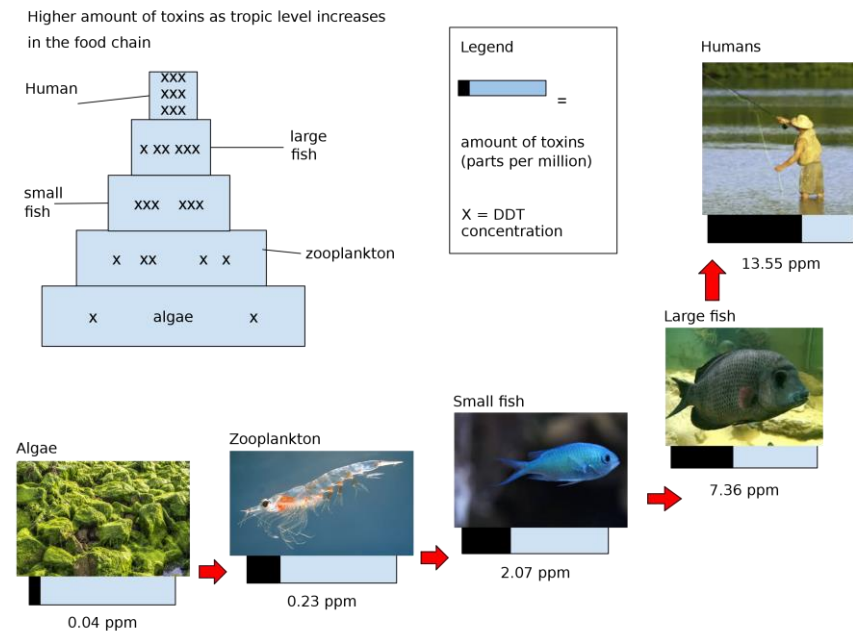 Higher amount of toxins as tropic level increases
in the food chain
Human
xxx
xxx
xxx
x xx xxx
large
fish
small
fish
xxx xxx
x xx x x
zooplankton
x algae x
Legend
=
amount of toxins
(parts per million)
X = DDT
concentration
Humans
13.55 ppm
Large fish
7.36 ppm
Small fish
2.07 ppm
Zooplankton
0.23 ppm
Algae
0.04 ppm